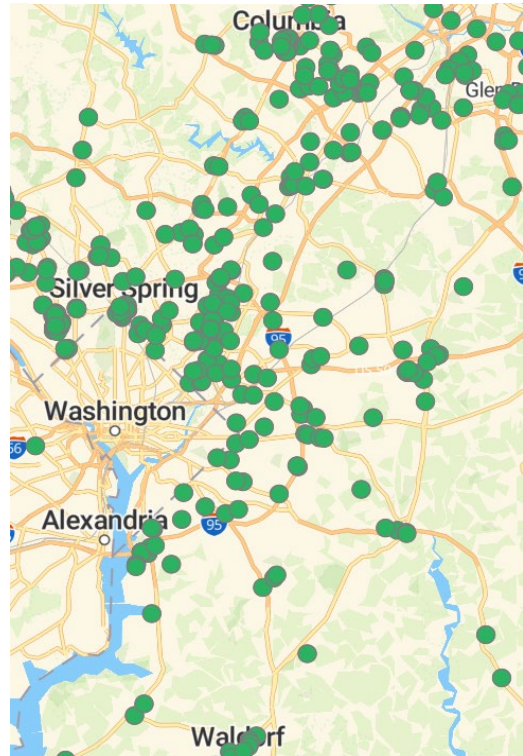 Columbia
Glen
Silver Spring
95
Washington
66
Alexandria
95
Waldorf